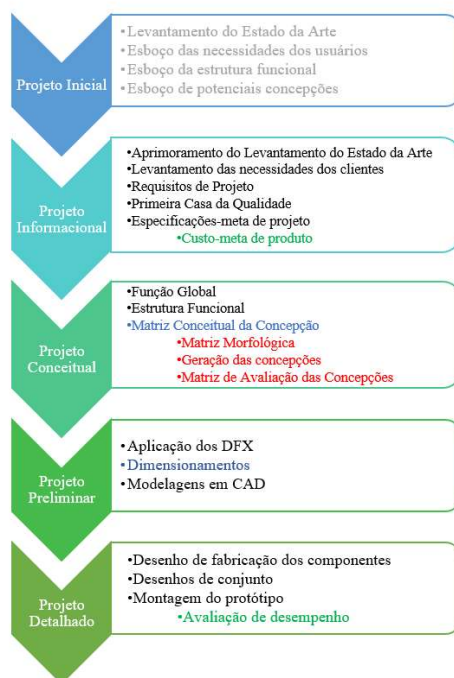 Projeto Inicial
•Levantamento do Estado da Arte
•Esboço das necessidades dos usuários
•Esboço da estrutura funcional
•Esboço de potenciais concepções
Projeto
Informacional
•Aprimoramento do Levantamento do Estado da Arte
•Levantamento das necessidades dos clientes
•Requisitos de Projeto
•Primeira Casa da Qualidade
•Especificações-meta de projeto
•Custo-meta de produto
Projeto
Conceitual
•Função Global
•Estrutura Funcional
•Matriz Conceitual da Concepção
•Matriz Morfológica
•Geração das concepções
•Matriz de Avaliação das Concepções
Projeto
Preliminar
•Aplicação dos DFX
•Dimensionamentos
•Modelagens em CAD
Projeto
Detalhado
•Desenho de fabricação dos componentes
•Desenhos de conjunto
•Montagem do protótipo
•Avaliação de desempenho